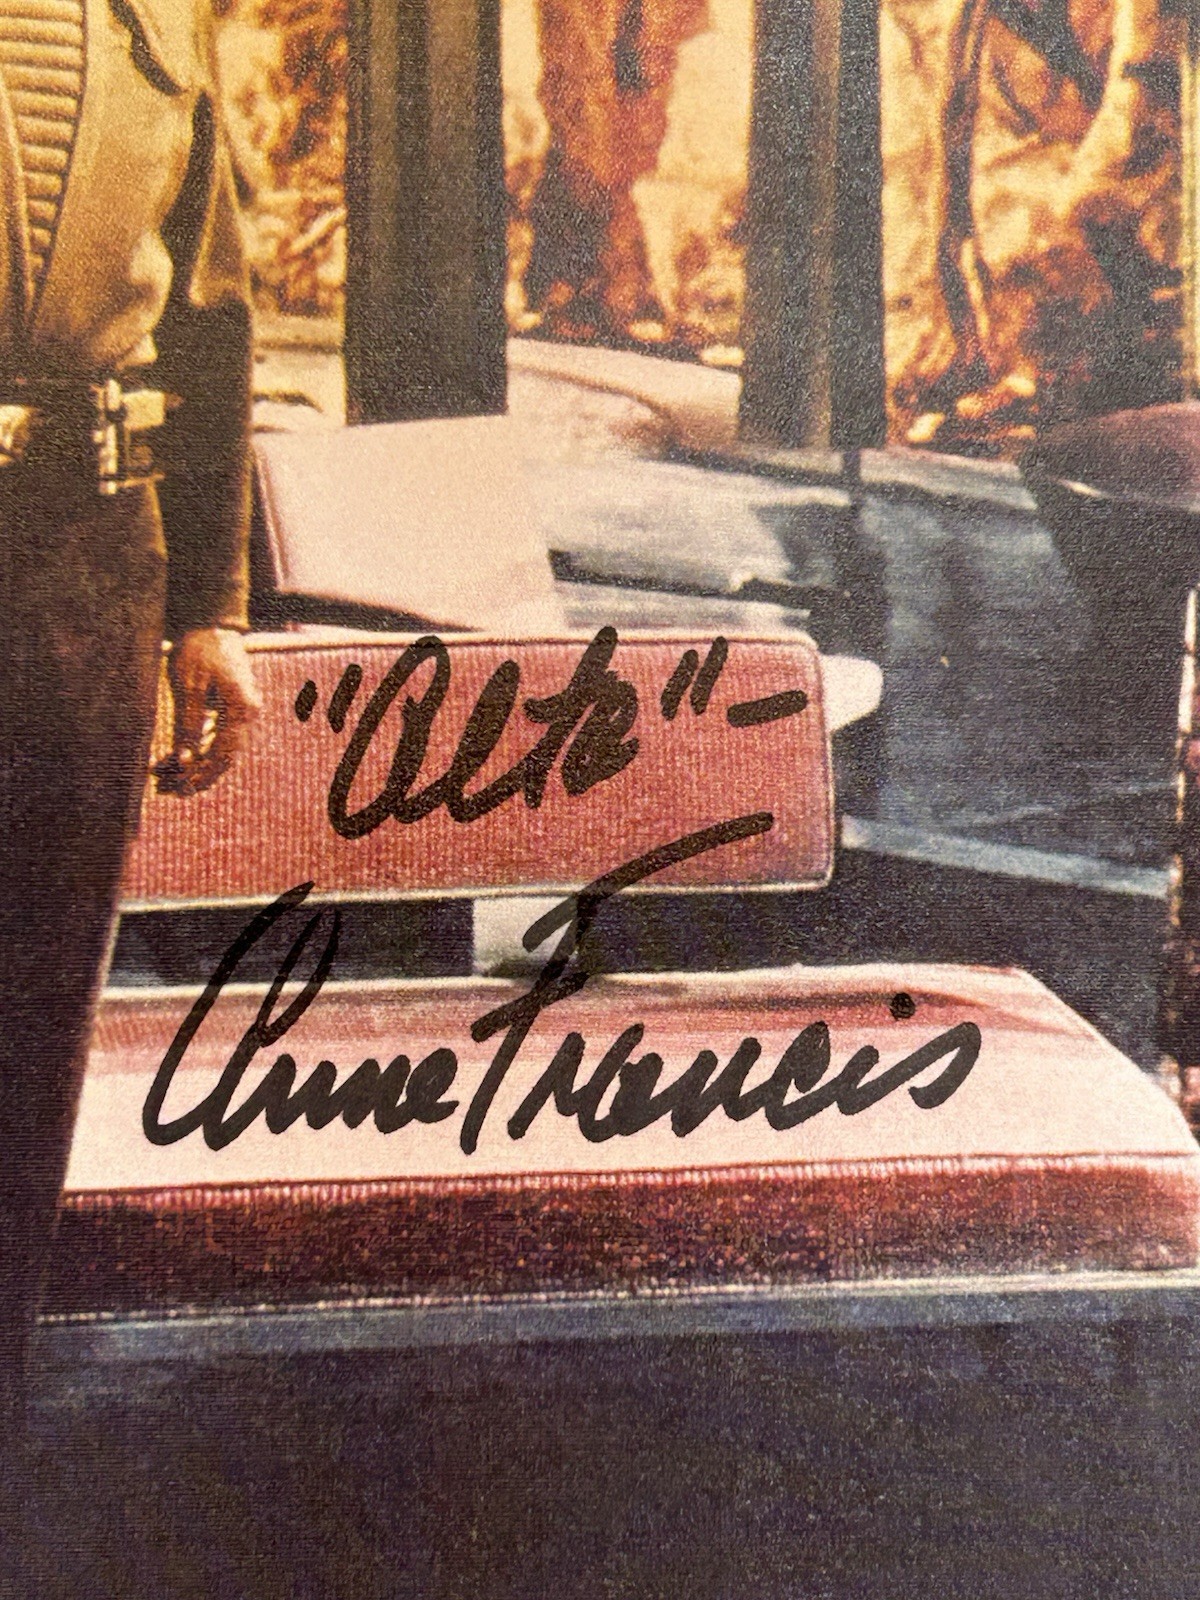 "Alta" –
Anne Francis